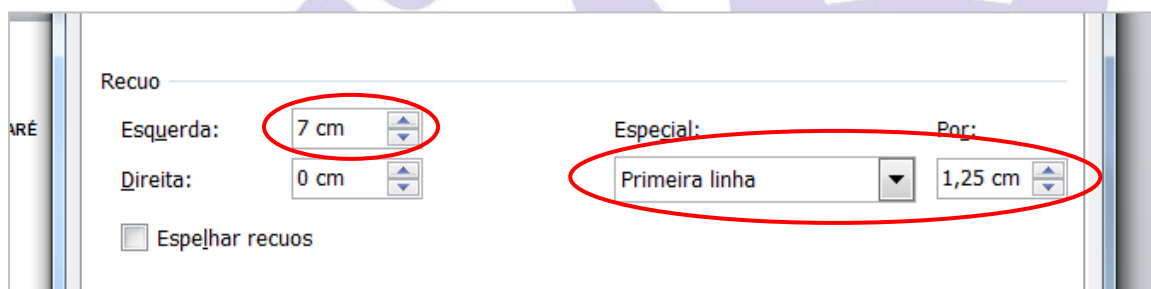 Recuo
ARÉ
Esquerda: 7 cm Especial: Por:
Direita: 0 cm Primeira linha 1,25 cm
Espelhar recuos